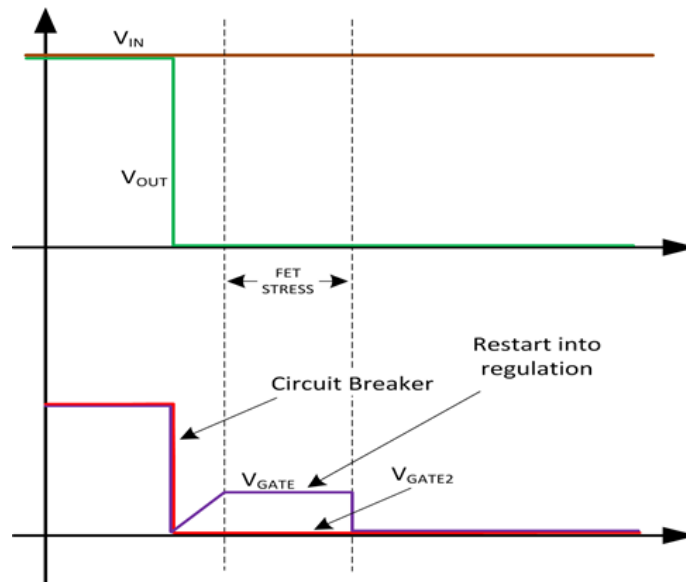 VIN
VOUT
FET
STRESS
Restart into
regulation
Circuit Breaker
VGATE
VGATE2